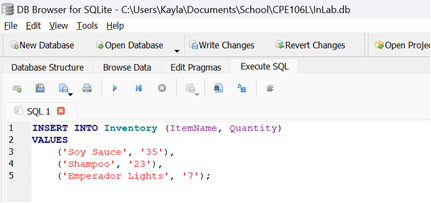 DB Browser for SQLite - C:\Users\Kayla\Documents\School\CPE106L\InLab.db
File Edit View Tools Help
New Database Open Database Write Changes Revert Changes Open Proje
Database Structure Browse Data Edit Pragmas Execute SQL
SQL 1
1 INSERT INTO Inventory (ItemName, Quantity)
2 VALUES
3 ('Soy Sauce', '35'),
4 ('Shampoo', '23'),
5 ('Emperador Lights', '7');